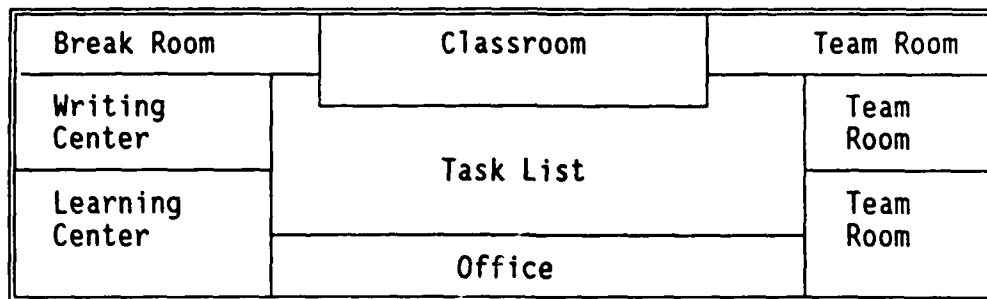 Break Room Classroom Team Room
Writing Center Team Room
Task List
Learning Center Team Room
Office